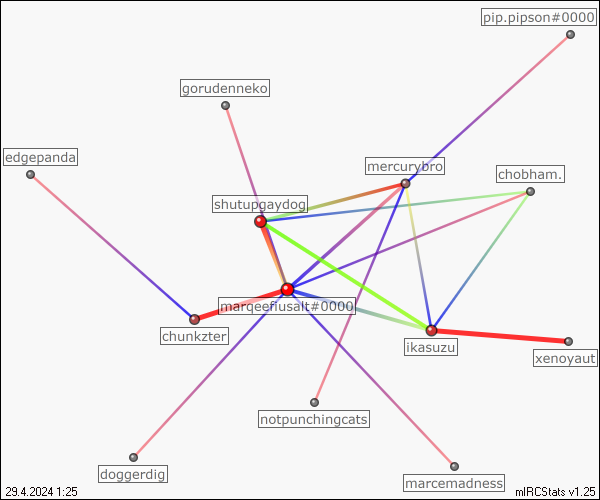 pip.pipson#0000
gorudenneko
edgepanda
mercurybro
chobham.
shutupgaydog
marqeeriusalt#0000
chunkzter
ikasuzu
xenoyaut
notpunchingcats
doggerdig
marcemadness
29.4.2024 1:25
mIRCStats v1.25